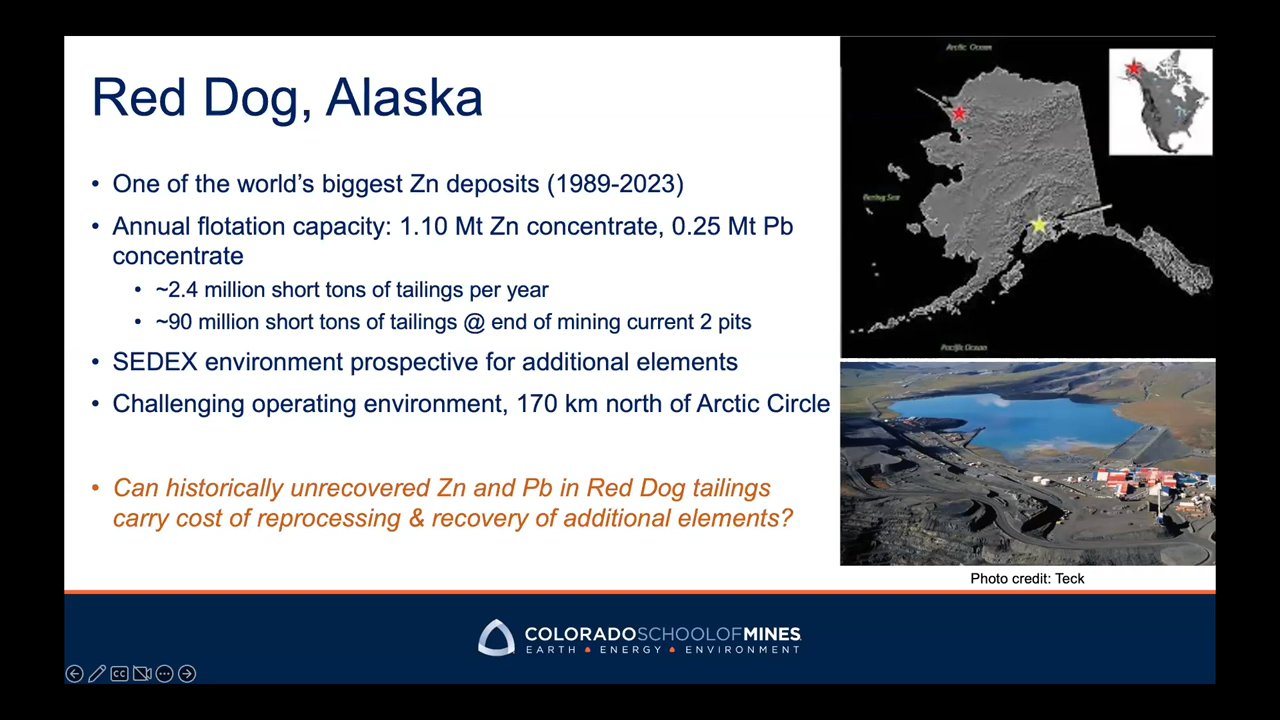 Red Dog, Alaska
• One of the world's biggest Zn deposits (1989-2023)
• Annual flotation capacity: 1.10 Mt Zn concentrate, 0.25 Mt Pb
concentrate
• ~2.4 million short tons of tailings per year
• ~90 million short tons of tailings @ end of mining current 2 pits
• SEDEX environment prospective for additional elements
• Challenging operating environment, 170 km north of Arctic Circle
• Can historically unrecovered Zn and Pb in Red Dog tailings
carry cost of reprocessing & recovery of additional elements?
Arctic Ocean
Bering Sea
Pacific Ocean
Photo credit: Teck
COLORADOSCHOOLOFMINES
EARTH • ENERGY • ENVIRONMENT
CC